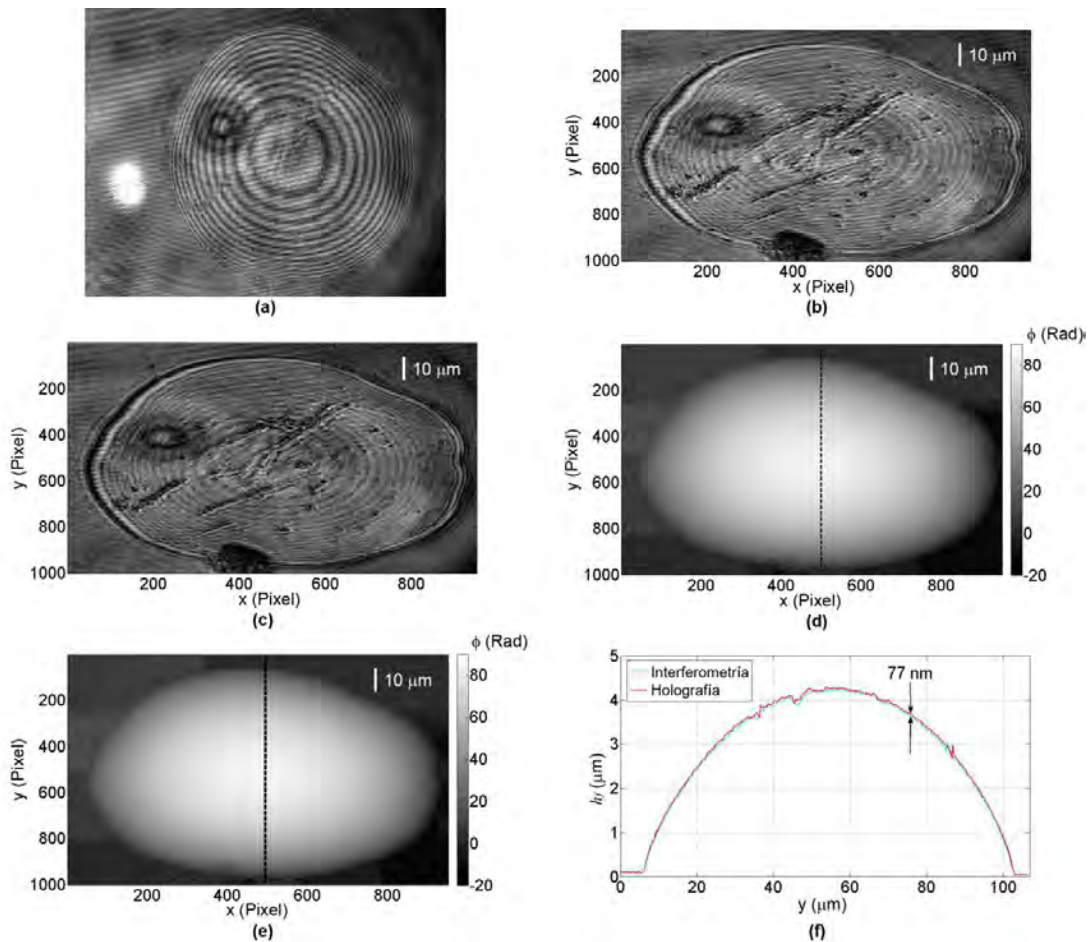 10 μm
200
400
600
800
1000
y (Pixel)
200 400 600 800
x (Pixel)
(a)
(b)
10 μm
200
400
600
800
1000
y (Pixel)
200 400 600 800
x (Pixel)
(c)
ϕ (Rad)
10 μm
200
400
600
800
1000
y (Pixel)
200 400 600 800
x (Pixel)
80
60
40
20
0
-20
(d)
ϕ (Rad)
10 μm
200
400
600
800
1000
y (Pixel)
200 400 600 800
x (Pixel)
80
60
40
20
0
-20
(e)
5
4
3
2
1
0
(μm)
Interferometría
Holografía
77 nm
0 20 40 60 80 100
y (μm)
(f)